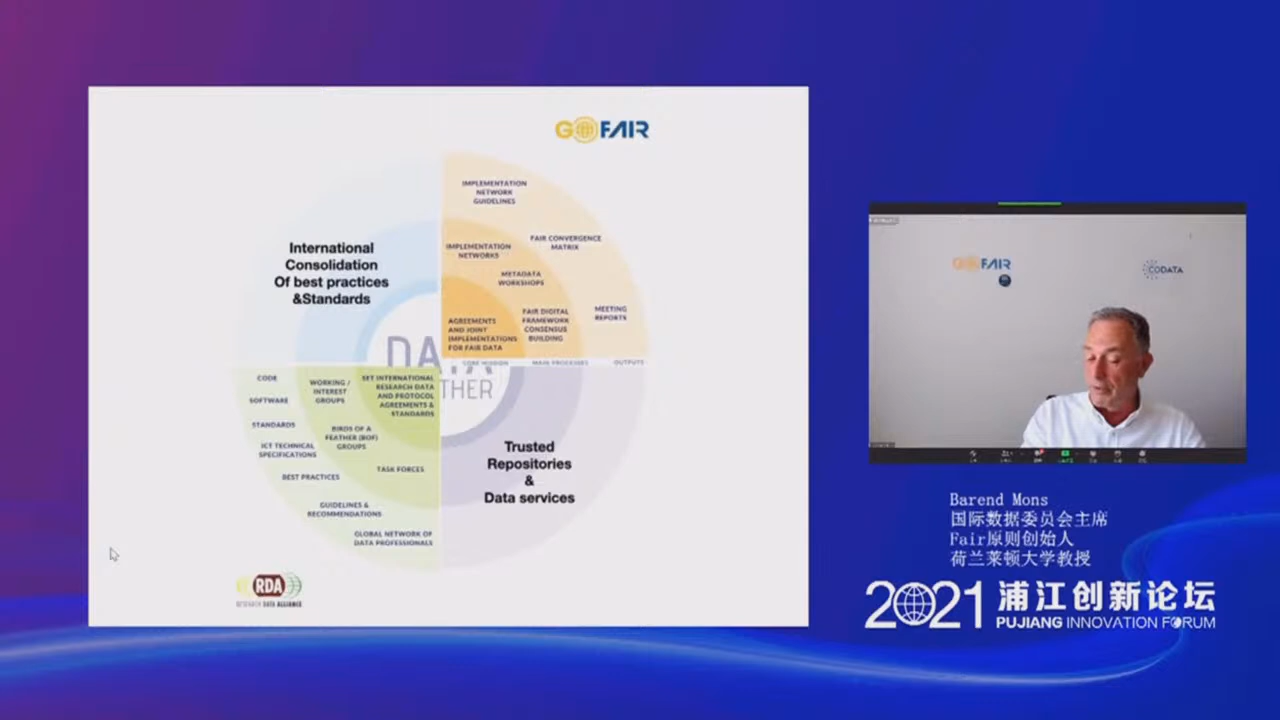 GO FAIR
IMPLEMENTATION
NETWORK
GUIDELINES
IMPLEMENTATION
NETWORKS
FAIR CONVERGENCE
MATRIX
METADATA
WORKSHOPS
AGREEMENTS
AND JOINT
IMPLEMENTATIONS
FOR FAIR DATA
FAIR DIGITAL
FRAMEWORK
CONSENSUS
BUILDING
MEETING
REPORTS
International
Consolidation
Of best practices
&Standards
CORE MISSION
MAIN PROCESSES
OUTPUTS
CODE
SOFTWARE
STANDARDS
ICT TECHNICAL
SPECIFICATIONS
BEST PRACTICES
GUIDELINES &
RECOMMENDATIONS
GLOBAL NETWORK OF
DATA PROFESSIONALS
WORKING /
INTEREST
GROUPS
BIRDS OF A
FEATHER (BOF)
GROUPS
TASK FORCES
SET INTERNATIONAL
RESEARCH DATA
AND PROTOCOL
AGREEMENTS &
STANDARDS
Trusted
Repositories
&
Data services
RDA
RESEARCH DATA ALLIANCE
GO FAIR
CODATA
Barend Mons
国际数据委员会主席
Fair原则创始人
荷兰莱顿大学教授
2021 浦江创新论坛
PUJIANG INNOVATION FORUM